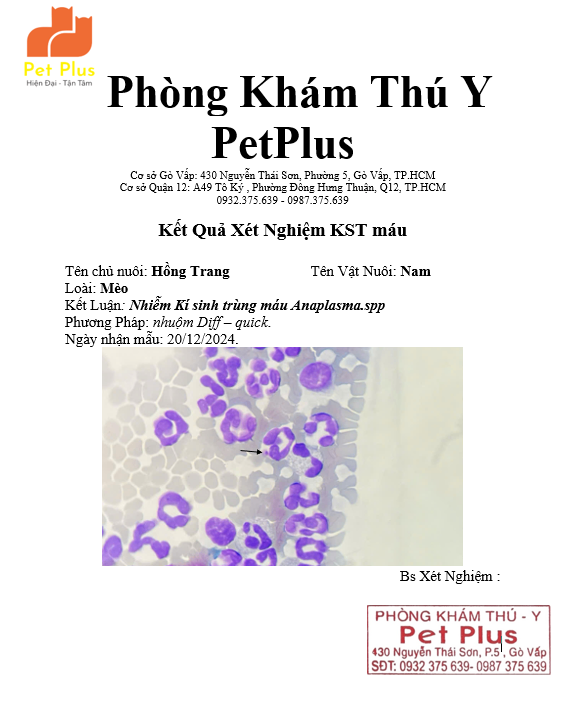 Pet Plus
Hiện Đại - Tận Tâm
Phòng Khám Thú Y
PetPlus
Cơ sở Gò Vấp: 430 Nguyễn Thái Sơn, Phường 5, Gò Vấp, TP.HCM
Cơ sở Quận 12: A49 Tô Ký , Phường Đông Hưng Thuận, Q12, TP.HCM
0932.375.639 - 0987.375.639
Kết Quả Xét Nghiệm KST máu
Tên chủ nuôi: Hồng Trang Tên Vật Nuôi: Nam
Loài: Mèo
Kết Luận: Nhiễm Kí sinh trùng máu Anaplasma.spp
Phương Pháp: nhuộm Diff – quick.
Ngày nhận mẫu: 20/12/2024.
Bs Xét Nghiệm :
PHÒNG KHÁM THÚ - Y
Pet Plus
430 Nguyễn Thái Sơn, P.5, Gò Vấp
SĐT: 0932 375 639- 0987 375 639